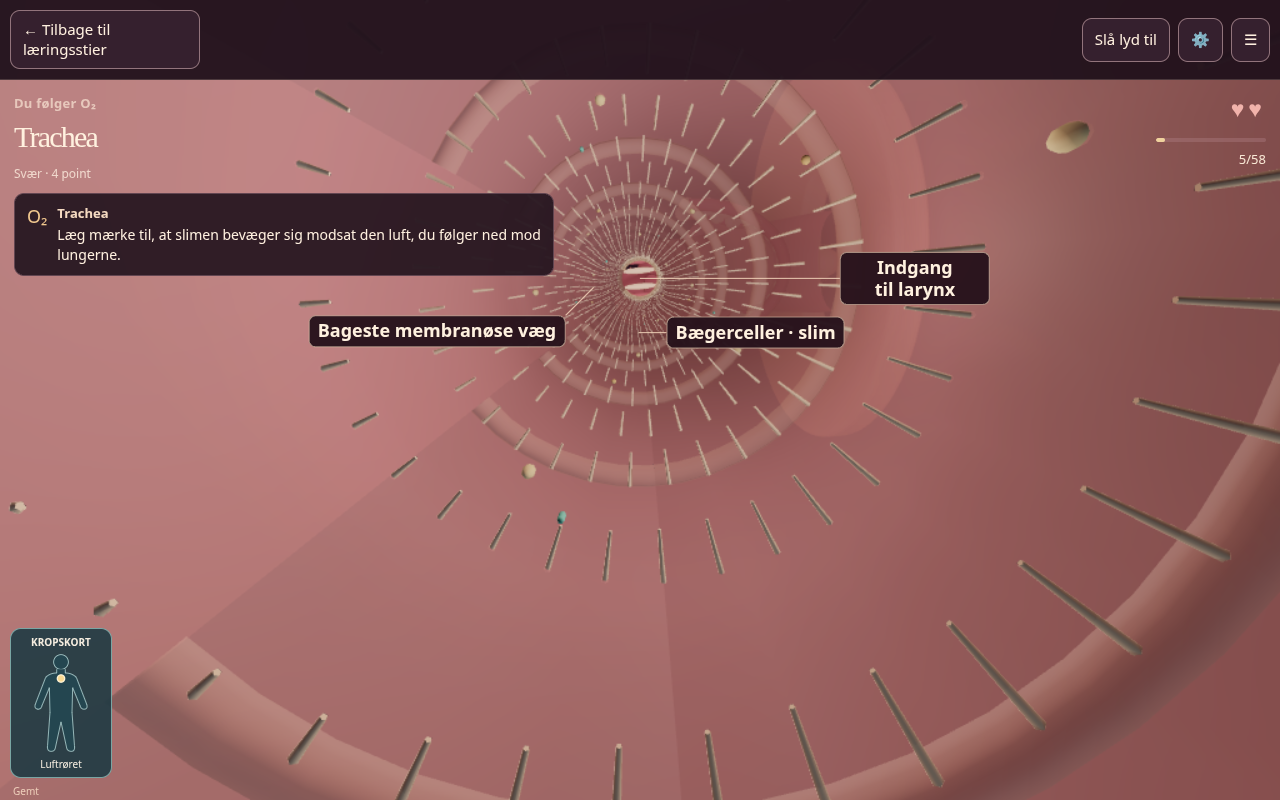 ← Tilbage til
læringsstier
Slå lyd til
Du følger O₂
Trachea
Svær · 4 point
5/58
O₂
Trachea
Læg mærke til, at slimen bevæger sig modsat den luft, du følger ned mod
lungerne.
Indgang
til larynx
Bageste membranøse væg
Bægerceller · slim
KROPSKORT
Luftrøret
Gemt